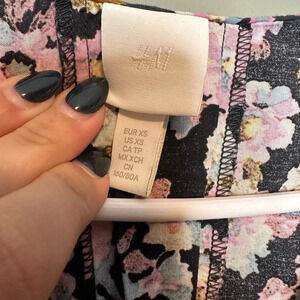 H&M
EUR XS
US XS
CA TP
MX XCH
CN
160/80A